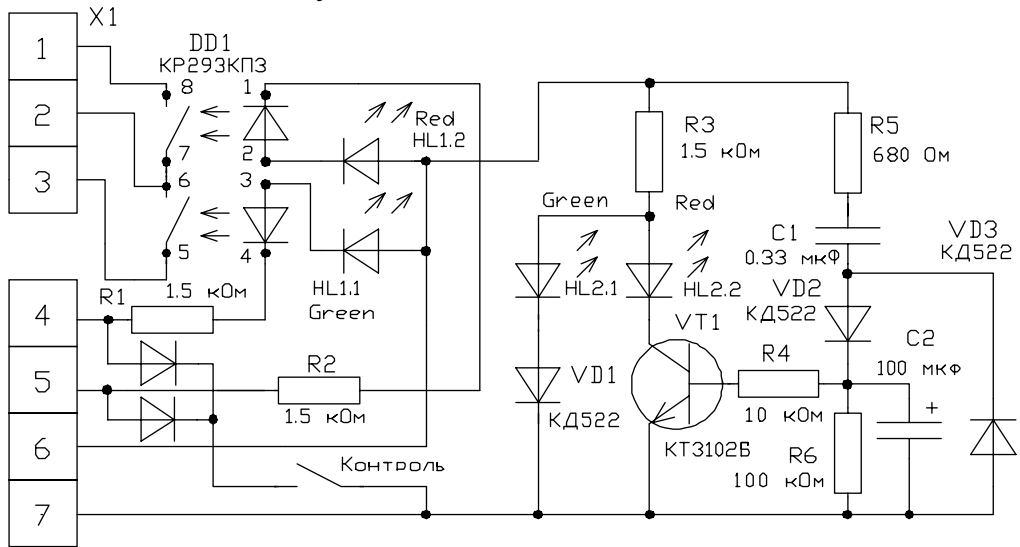 X1
1
2
3
4
5
6
7
DD1
КР293КП3
8
7
6
5
1
2
3
4
Red
HL1.2
HL1.1
Green
R1
1.5 кОм
R2
1.5 кОм
Контроль
R3
1.5 кОм
Green
Red
HL2.1
HL2.2
VD1
КД522
VT1
КТ3102Б
R4
10 кОм
R5
680 Ом
C1
0.33 мкФ
VD2
КД522
VD3
КД522
C2
100 мкФ
+
R6
100 кОм